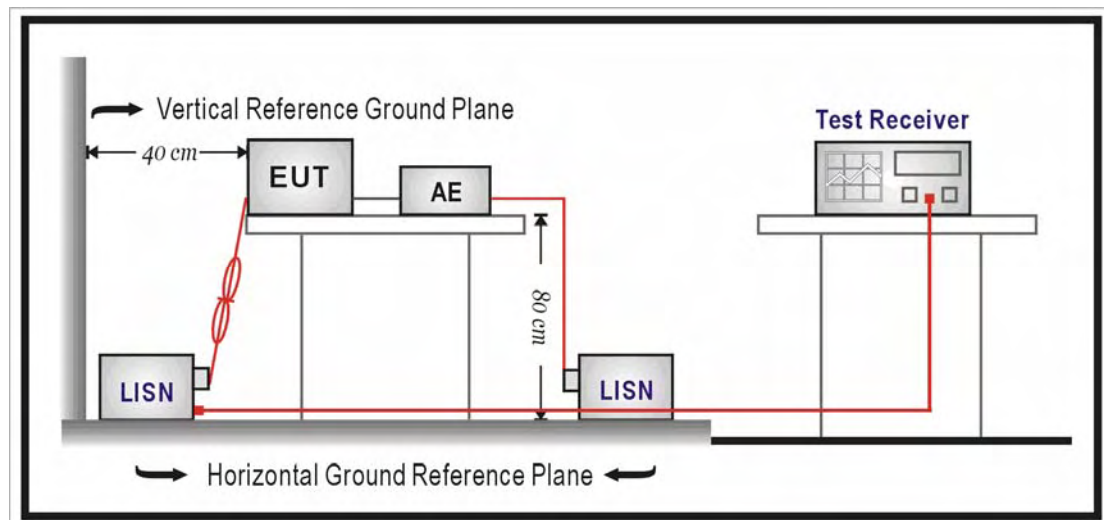 Vertical Reference Ground Plane
40 cm
Test Receiver
EUT
AE
80 cm
LISN
LISN
Horizontal Ground Reference Plane